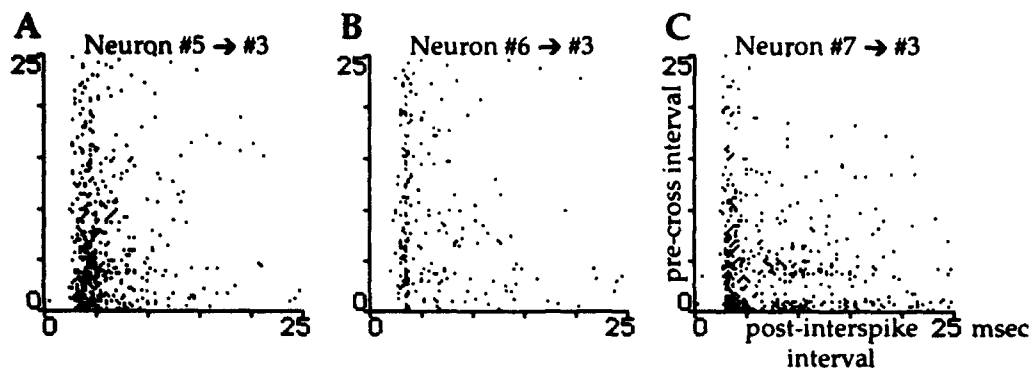 A
Neuron #5 → #3
25
0
0
25
B
Neuron #6 → #3
25
0
0
25
C
Neuron #7 → #3
25
pre-cross interval
0
0
post-interspike 25 msec
interval